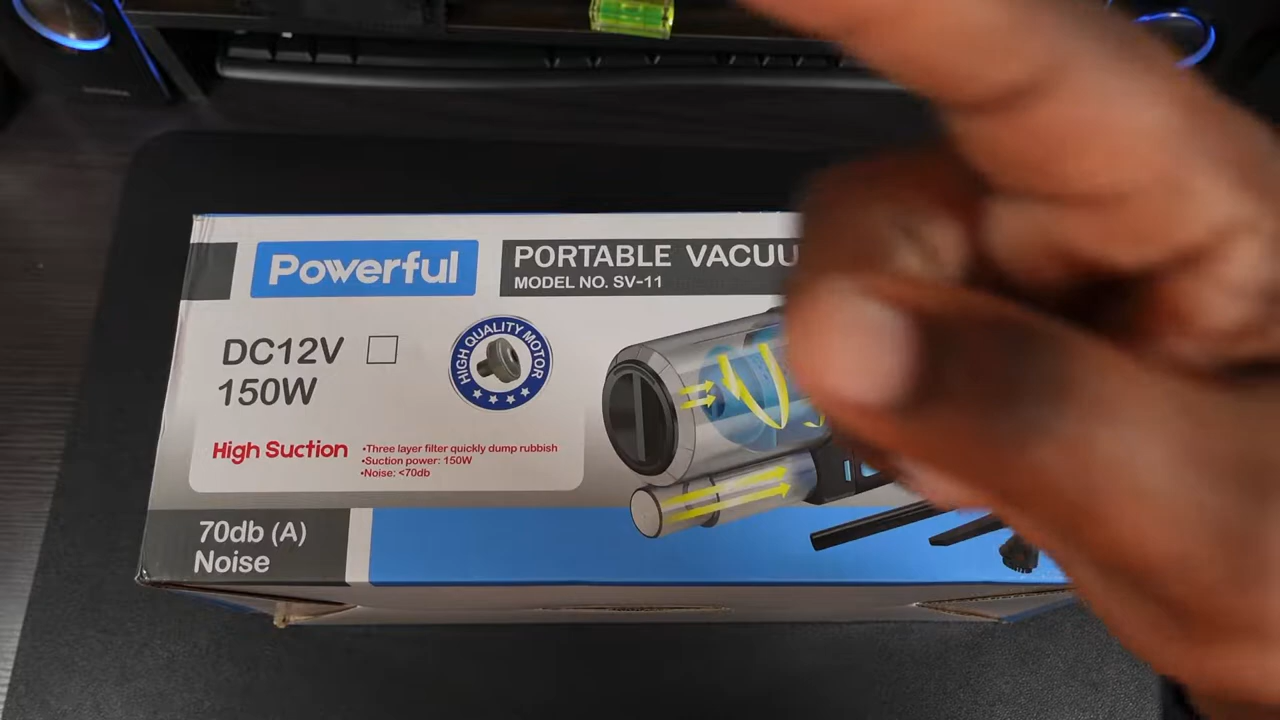 Powerful
PORTABLE VACUU
MODEL NO. SV-11
DC12V
150W
HIGH QUALITY MOTOR
High Suction
•Three layer filter quickly dump rubbish
•Suction power: 150W
•Noise: <70db
70db (A)
Noise